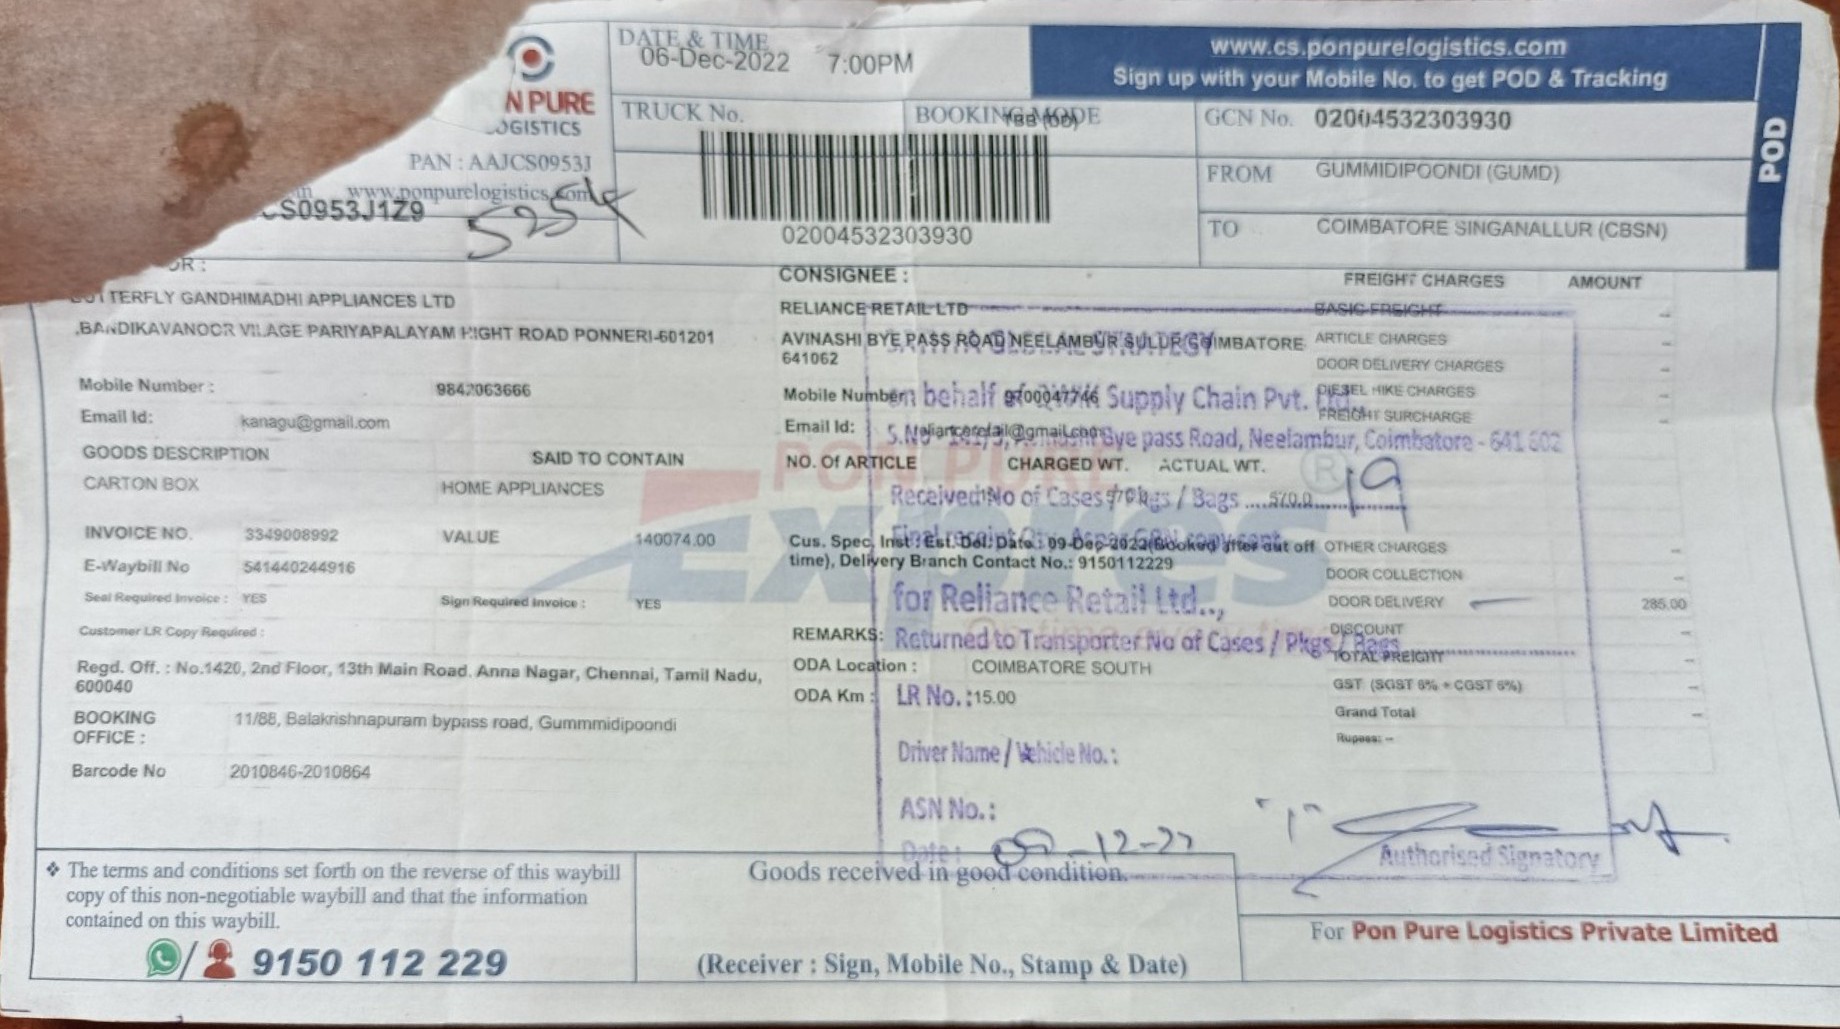 DATE & TIME
06-Dec-2022 7:00PM
www.cs.ponpurelogistics.com
Sign up with your Mobile No. to get POD & Tracking
N PURE
OGISTICS
TRUCK No.
BOOKING MODE
GCN No. 02004532303930
POD
PAN : AAJCS0953J
www.ponpurelogistics.com
CS0953J1Z9
02004532303930
FROM GUMMIDIPOONDI (GUMD)
TO COIMBATORE SINGANALLUR (CBSN)
OR :
BUTTERFLY GANDHIMADHI APPLIANCES LTD
,BANDIKAVANOOR VILAGE PARIYAPALAYAM HIGHT ROAD PONNERI-601201
Mobile Number : 9842063666
Email Id: kanagu@gmail.com
GOODS DESCRIPTION SAID TO CONTAIN
CARTON BOX HOME APPLIANCES
INVOICE NO. 3349008992 VALUE 140074.00
E-Waybill No 541440244916
Seal Required Invoice : YES Sign Required Invoice : YES
Customer LR Copy Required :
Regd. Off. : No.1420, 2nd Floor, 13th Main Road, Anna Nagar, Chennai, Tamil Nadu,
600040
BOOKING OFFICE : 11/88, Balakrishnapuram bypass road, Gummmidipoondi
Barcode No 2010846-2010864
CONSIGNEE :
RELIANCE RETAIL LTD
AVINASHI BYE PASS ROAD NEELAMBUR SULUR COIMBATORE
641062
Mobile Number 9700047746
Email Id: relianceretail@gmail.com
NO. Of ARTICLE CHARGED WT. ACTUAL WT.
570.0
19
Cus. Spec. Inst : Est. Del. Date : 09-Dec-2022(Booked after cut off
time), Delivery Branch Contact No.: 9150112229
REMARKS:
ODA Location : COIMBATORE SOUTH
ODA Km : 15.00
FREIGHT CHARGES AMOUNT
BASIC FREIGHT
ARTICLE CHARGES
DOOR DELIVERY CHARGES
DIESEL HIKE CHARGES
FREIGHT SURCHARGE
OTHER CHARGES
DOOR COLLECTION
DOOR DELIVERY 285.00
DISCOUNT
TOTAL FREIGHT
GST (SGST 6% + CGST 6%)
Grand Total
Rupees: --
PON PURE
Expres
®
behalf Supply Chain Pvt.
Bye pass Road, Neelambur, Coimbatore - 641 602
Received No of Cases / Pkgs / Bags
for Reliance Retail Ltd.,
Returned to Transporter No of Cases / Pkgs / Bags
LR No. :
Driver Name / Vehicle No. :
ASN No. :
Date : 09-12-22
Authorised Signatory
❖ The terms and conditions set forth on the reverse of this waybill
copy of this non-negotiable waybill and that the information
contained on this waybill.
9150 112 229
Goods received in good condition.
(Receiver : Sign, Mobile No., Stamp & Date)
For Pon Pure Logistics Private Limited